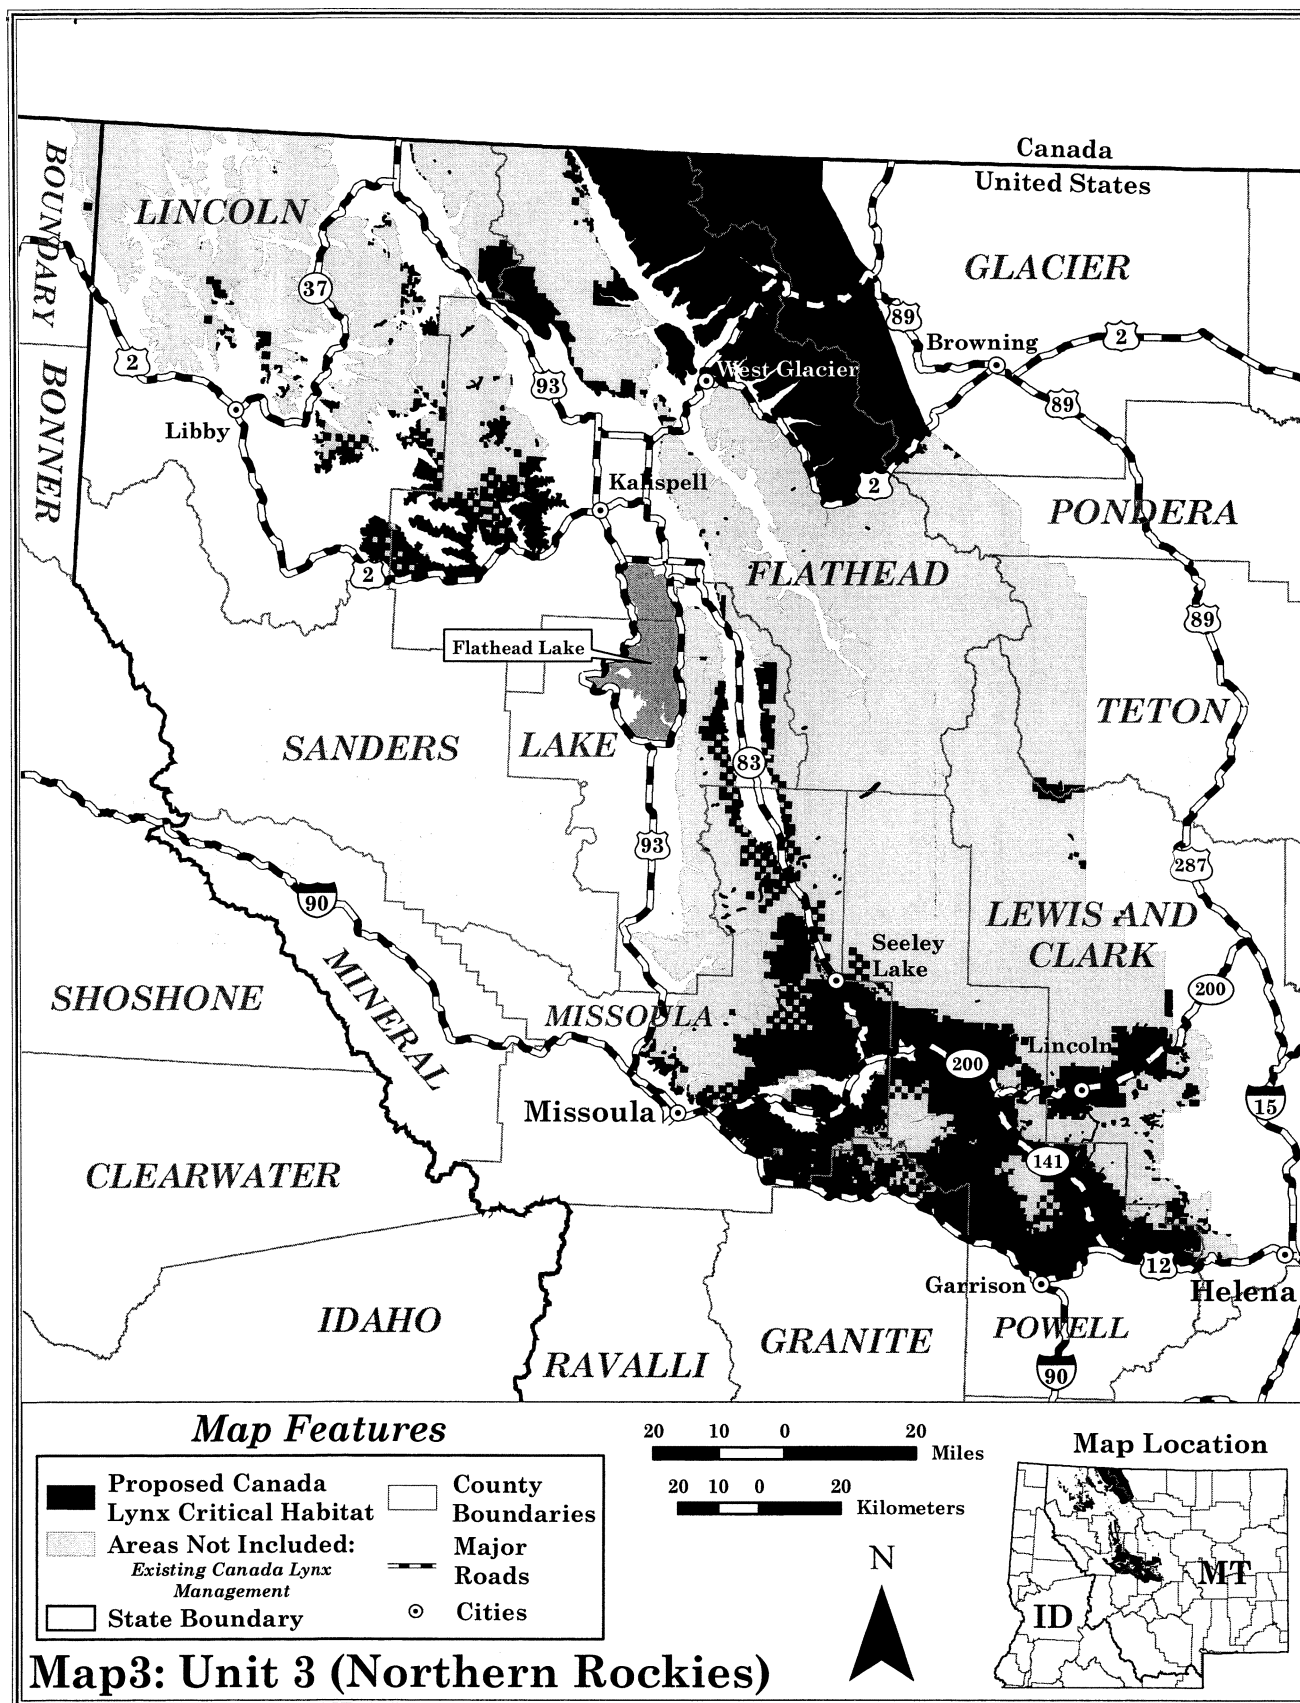 Canada
United States
BOUNDARY
LINCOLN
GLACIER
37
89
Browning
2
2
West Glacier
93
89
BONNER
Libby
Kalispell
2
PONDERA
2
FLATHEAD
89
Flathead Lake
TETON
SANDERS
LAKE
83
93
287
90
LEWIS AND
CLARK
Seeley
Lake
MINERAL
SHOSHONE
200
MISSOULA
Lincoln
200
Missoula
15
141
CLEARWATER
12
Garrison
Helena
IDAHO
GRANITE
POWELL
RAVALLI
90
Map Features
Proposed Canada
Lynx Critical Habitat
Areas Not Included:
Existing Canada Lynx
Management
State Boundary
County
Boundaries
Major
Roads
Cities
20 10 0 20
Miles
20 10 0 20
Kilometers
N
Map Location
MT
ID
Map3: Unit 3 (Northern Rockies)